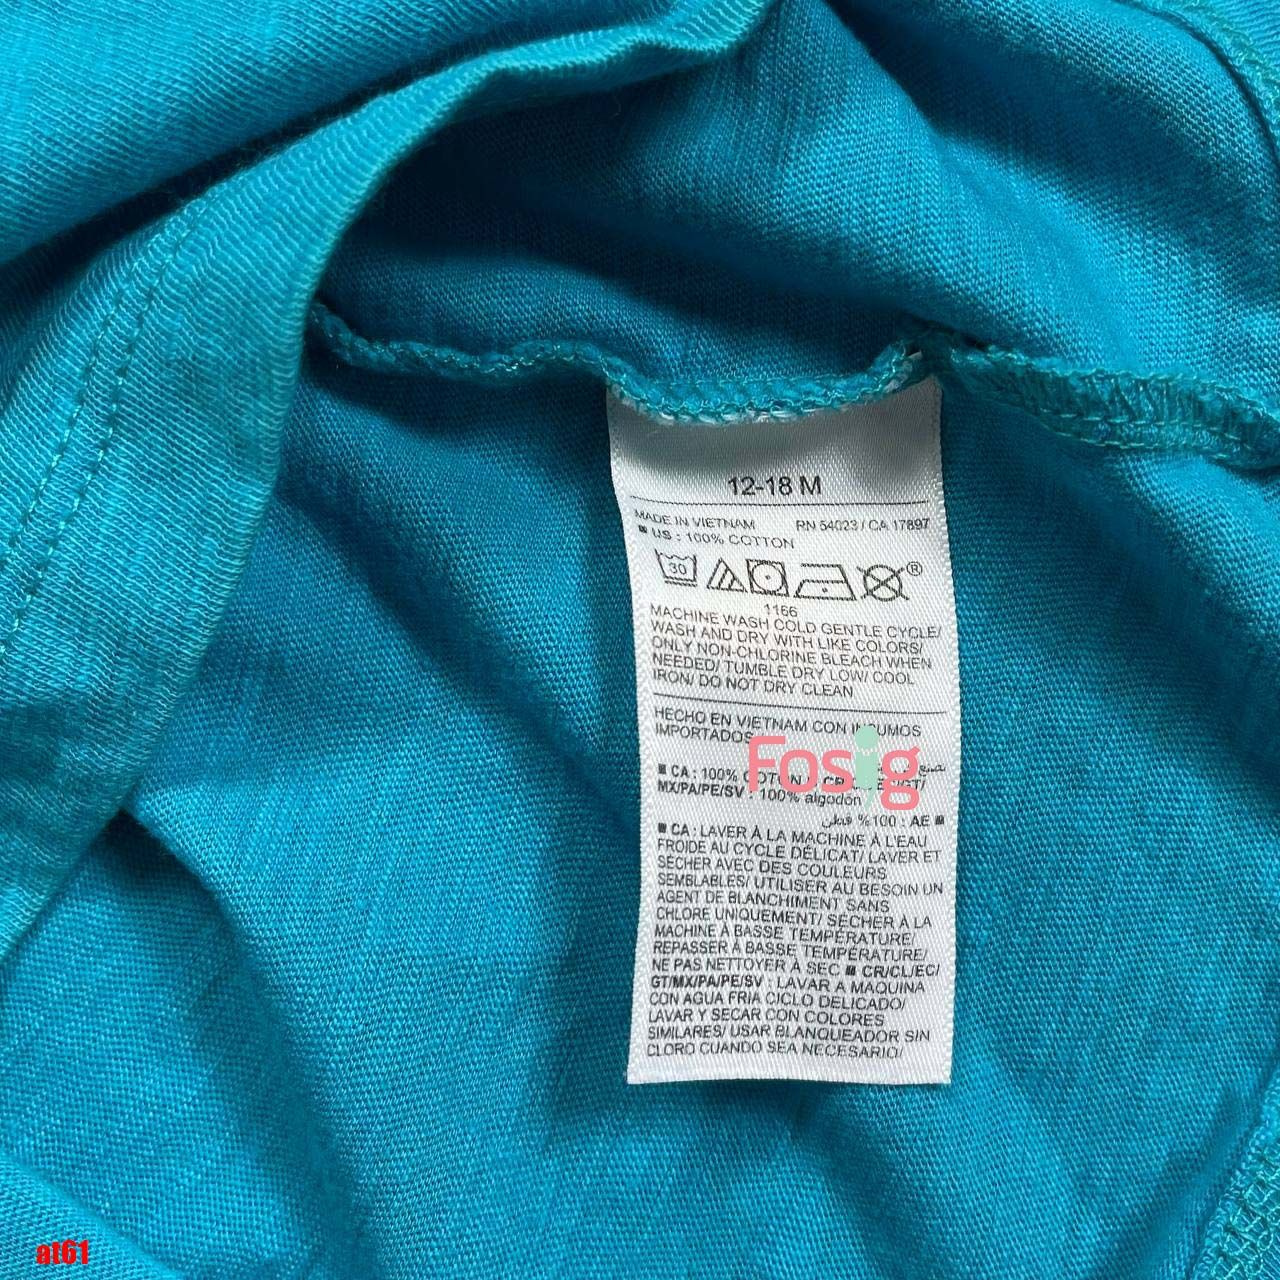 12-18 M
MADE IN VIETNAM RN 54023 / CA 17897
■ US : 100% COTTON
30
®
1166
MACHINE WASH COLD GENTLE CYCLE/
WASH AND DRY WITH LIKE COLORS/
ONLY NON-CHLORINE BLEACH WHEN
NEEDED/ TUMBLE DRY LOW/ COOL
IRON/ DO NOT DRY CLEAN
HECHO EN VIETNAM CON INSUMOS
IMPORTADOS
Fosig
■ CA : 100% COTON
MX/PA/PE/SV : 100% algodón
■ AE : 100% قطن
■ CA : LAVER À LA MACHINE À L'EAU
FROIDE AU CYCLE DÉLICAT/ LAVER ET
SÉCHER AVEC DES COULEURS
SEMBLABLES/ UTILISER AU BESOIN UN
AGENT DE BLANCHIMENT SANS
CHLORE UNIQUEMENT/ SÉCHER À LA
MACHINE À BASSE TEMPÉRATURE/
REPASSER À BASSE TEMPÉRATURE/
NE PAS NETTOYER À SEC ■ CR/CL/EC/
GT/MX/PA/PE/SV : LAVAR A MAQUINA
CON AGUA FRIA CICLO DELICADO/
LAVAR Y SECAR CON COLORES
SIMILARES/ USAR BLANQUEADOR SIN
CLORO CUANDO SEA NECESARIO/
at61